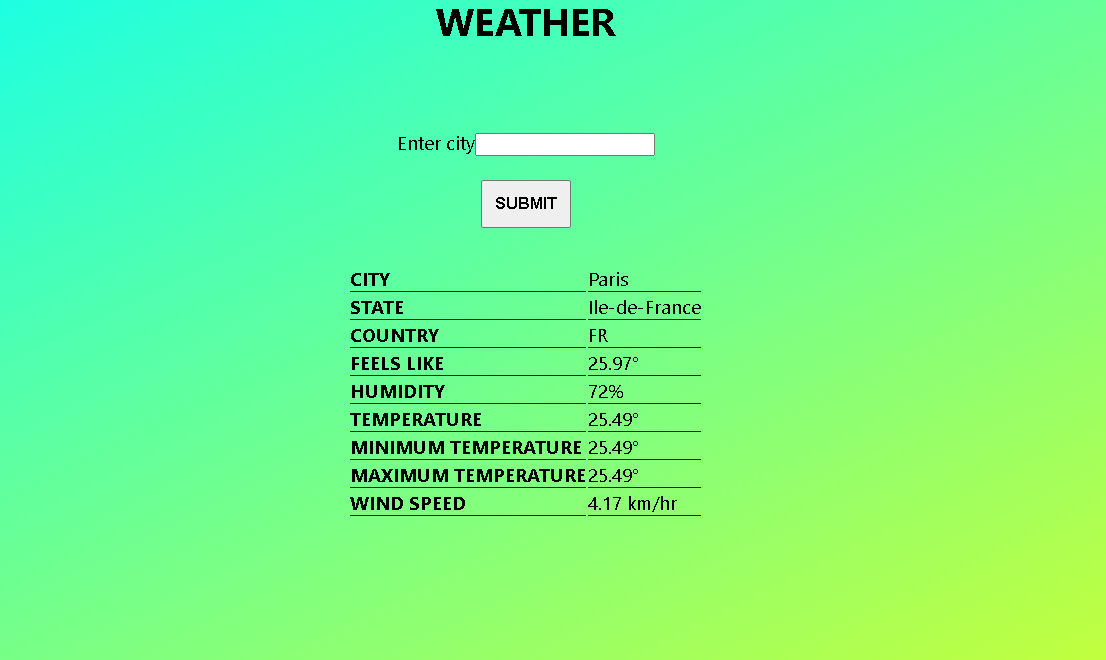 WEATHER
Enter city
SUBMIT
CITY Paris
STATE Ile-de-France
COUNTRY FR
FEELS LIKE 25.97°
HUMIDITY 72%
TEMPERATURE 25.49°
MINIMUM TEMPERATURE 25.49°
MAXIMUM TEMPERATURE 25.49°
WIND SPEED 4.17 km/hr